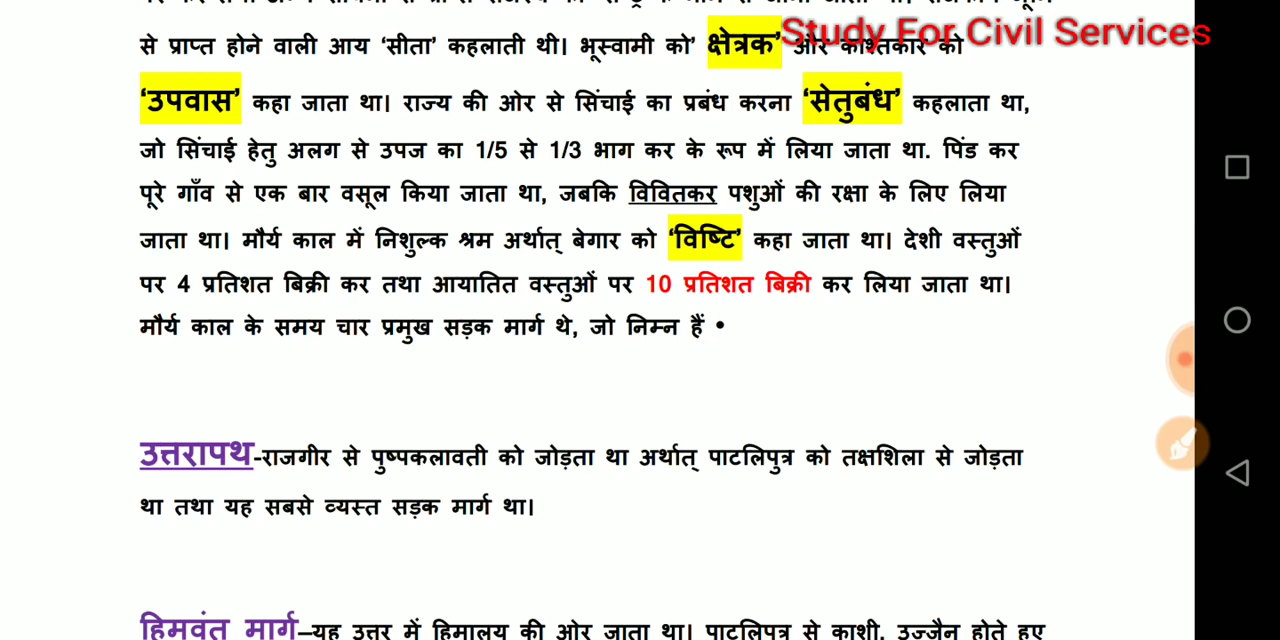 Study For Civil Services
से प्राप्त होने वाली आय ‘सीता’ कहलाती थी। भूस्वामी को’ क्षेत्रक’ और काश्तकार को
‘उपवास’ कहा जाता था। राज्य की ओर से सिंचाई का प्रबंध करना ‘सेतुबंध’ कहलाता था,
जो सिंचाई हेतु अलग से उपज का 1/5 से 1/3 भाग कर के रूप में लिया जाता था. पिंड कर
पूरे गाँव से एक बार वसूल किया जाता था, जबकि विवितकर पशुओं की रक्षा के लिए लिया
जाता था। मौर्य काल में निशुल्क श्रम अर्थात् बेगार को ‘विष्टि’ कहा जाता था। देशी वस्तुओं
पर 4 प्रतिशत बिक्री कर तथा आयातित वस्तुओं पर 10 प्रतिशत बिक्री कर लिया जाता था।
मौर्य काल के समय चार प्रमुख सड़क मार्ग थे, जो निम्न हैं •
उत्तरापथ-राजगीर से पुष्पकलावती को जोड़ता था अर्थात् पाटलिपुत्र को तक्षशिला से जोड़ता
था तथा यह सबसे व्यस्त सड़क मार्ग था।
हिमवंत मार्ग–यह उत्तर में हिमालय की ओर जाता था। पाटलिपुत्र से काशी, उज्जैन होते हुए